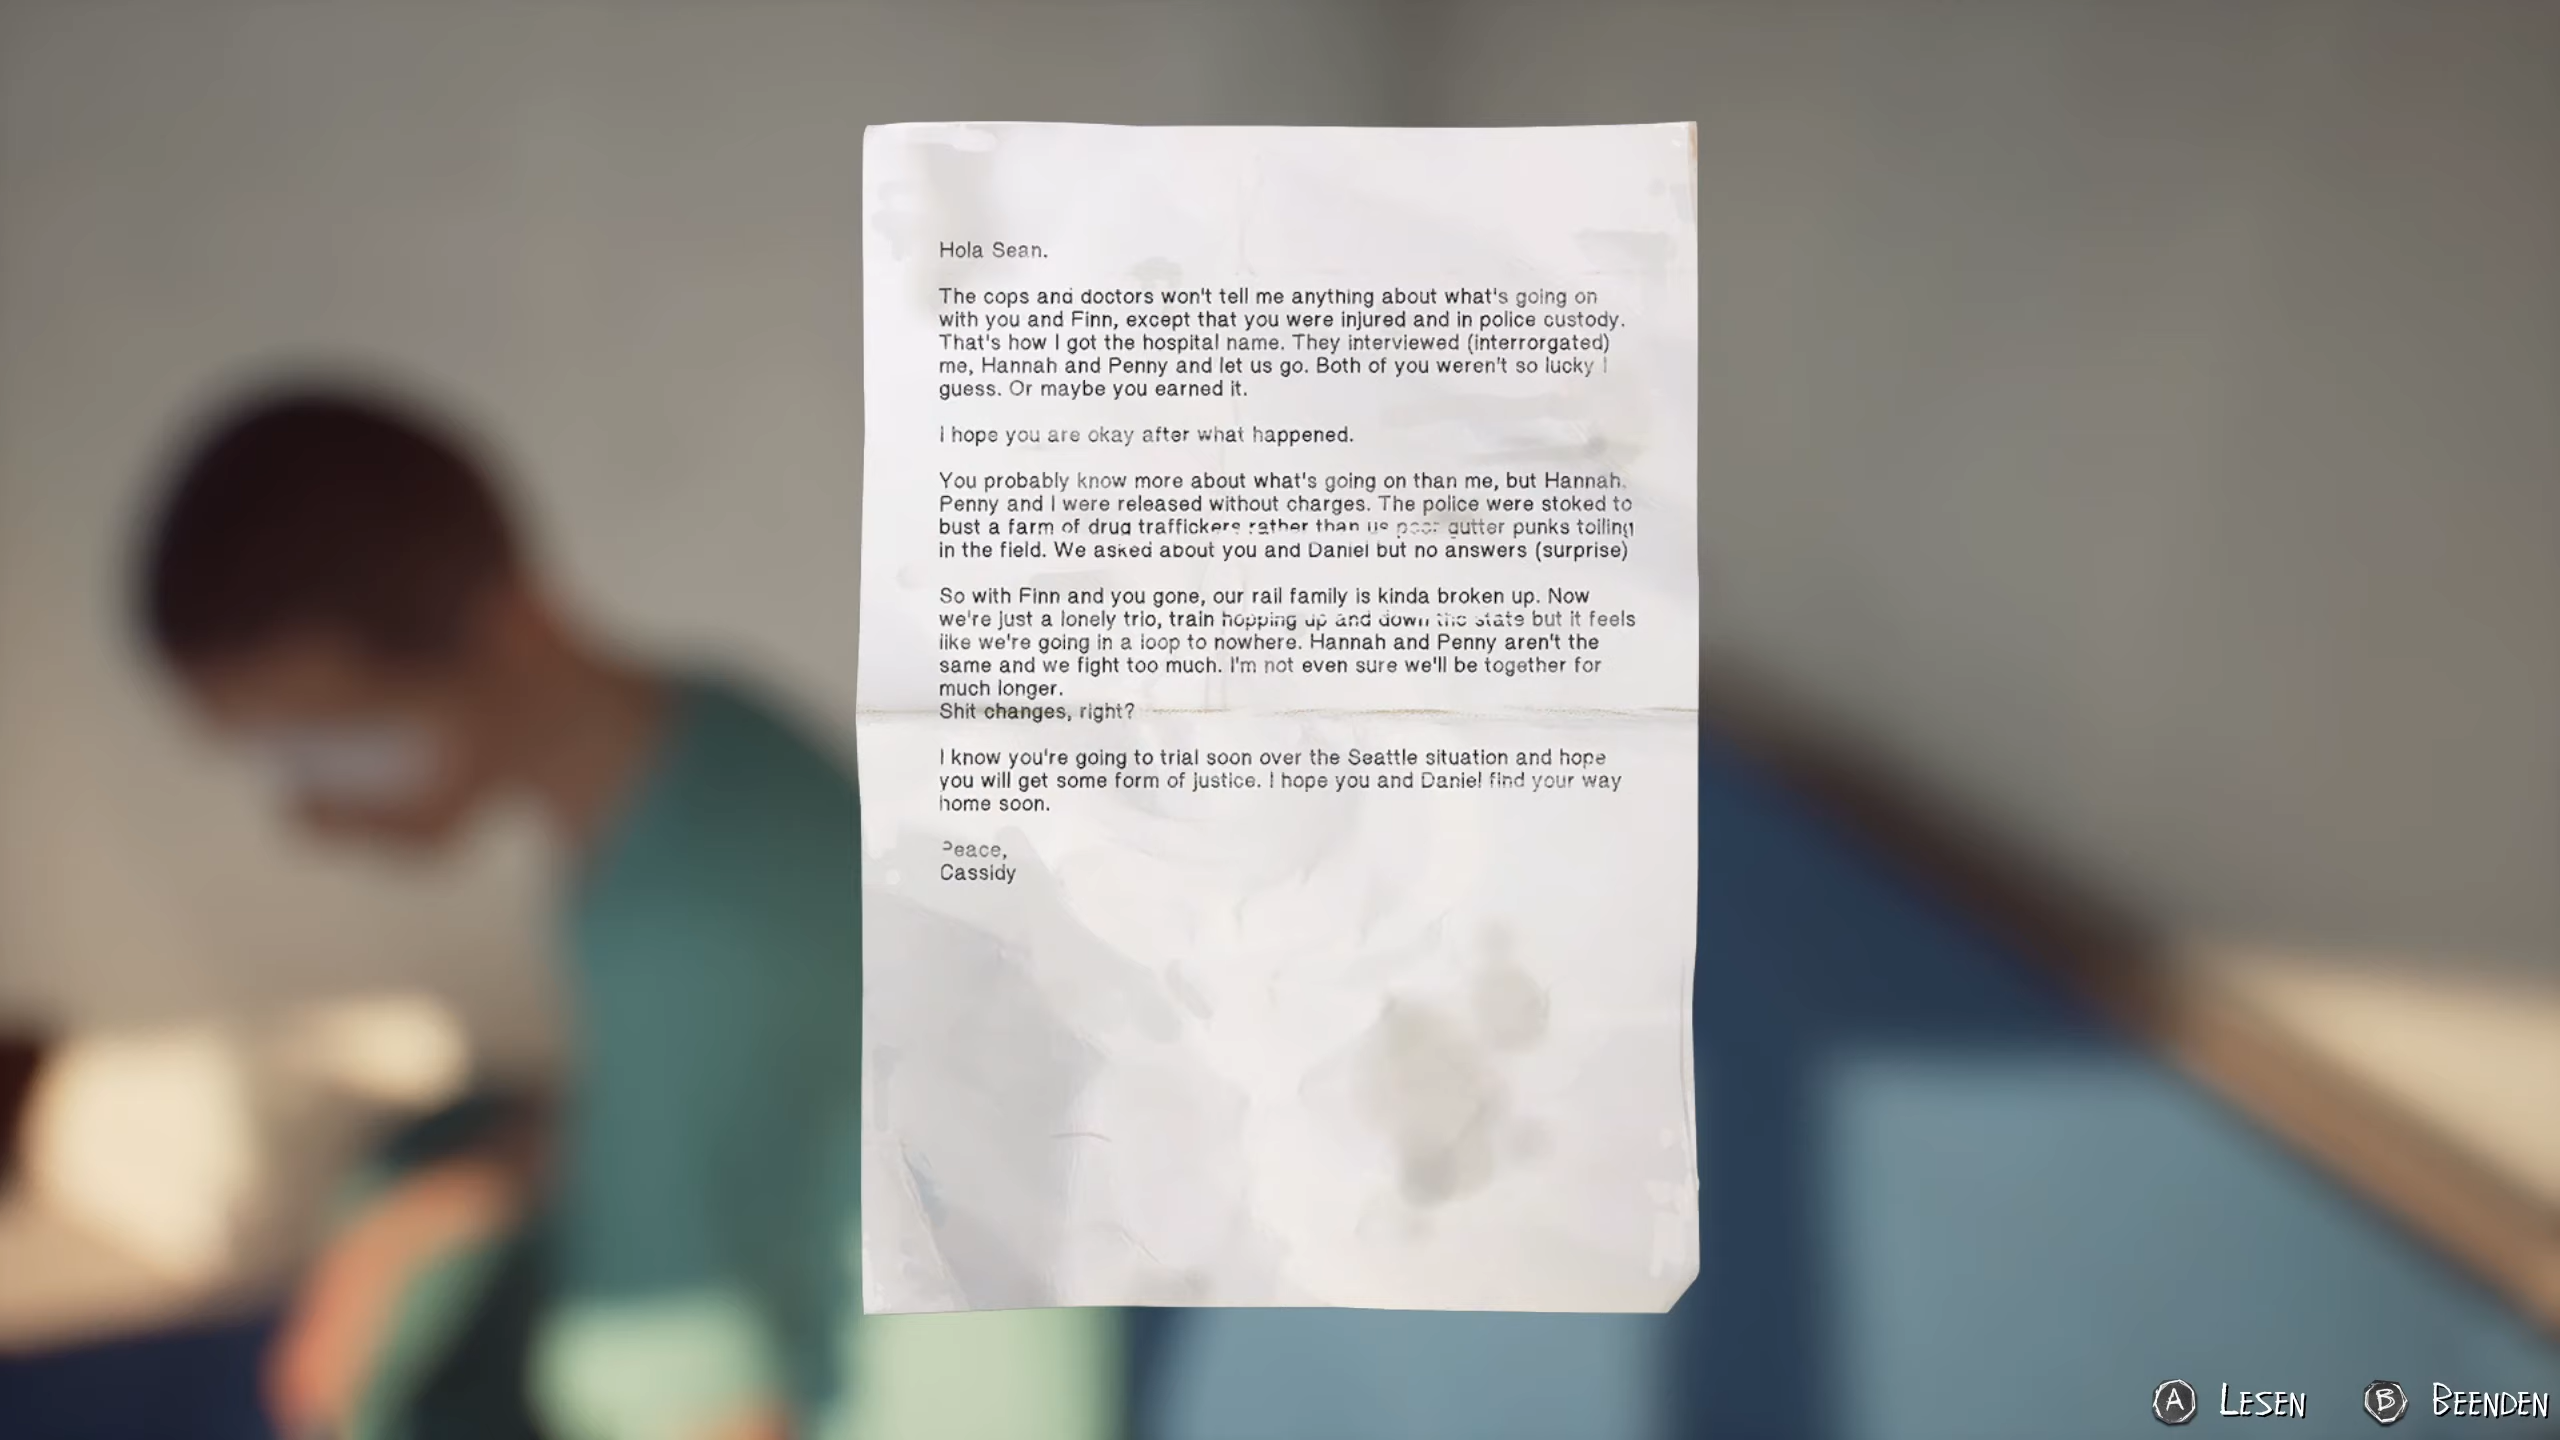 Hola Sean.
The cops and doctors won't tell me anything about what's going on
with you and Finn, except that you were injured and in police custody.
That's how I got the hospital name. They interviewed (interrorgated)
me, Hannah and Penny and let us go. Both of you weren't so lucky I
guess. Or maybe you earned it.
I hope you are okay after what happened.
You probably know more about what's going on than me, but Hannah,
Penny and I were released without charges. The police were stoked to
bust a farm of drug traffickers rather than us poor gutter punks toiling
in the field. We asked about you and Daniel but no answers (surprise)
So with Finn and you gone, our rail family is kinda broken up. Now
we're just a lonely trio, train hopping up and down the state but it feels
like we're going in a loop to nowhere. Hannah and Penny aren't the
same and we fight too much. I'm not even sure we'll be together for
much longer.
Shit changes, right?
I know you're going to trial soon over the Seattle situation and hope
you will get some form of justice. I hope you and Daniel find your way
home soon.
Peace,
Cassidy
A LESEN B BEENDEN